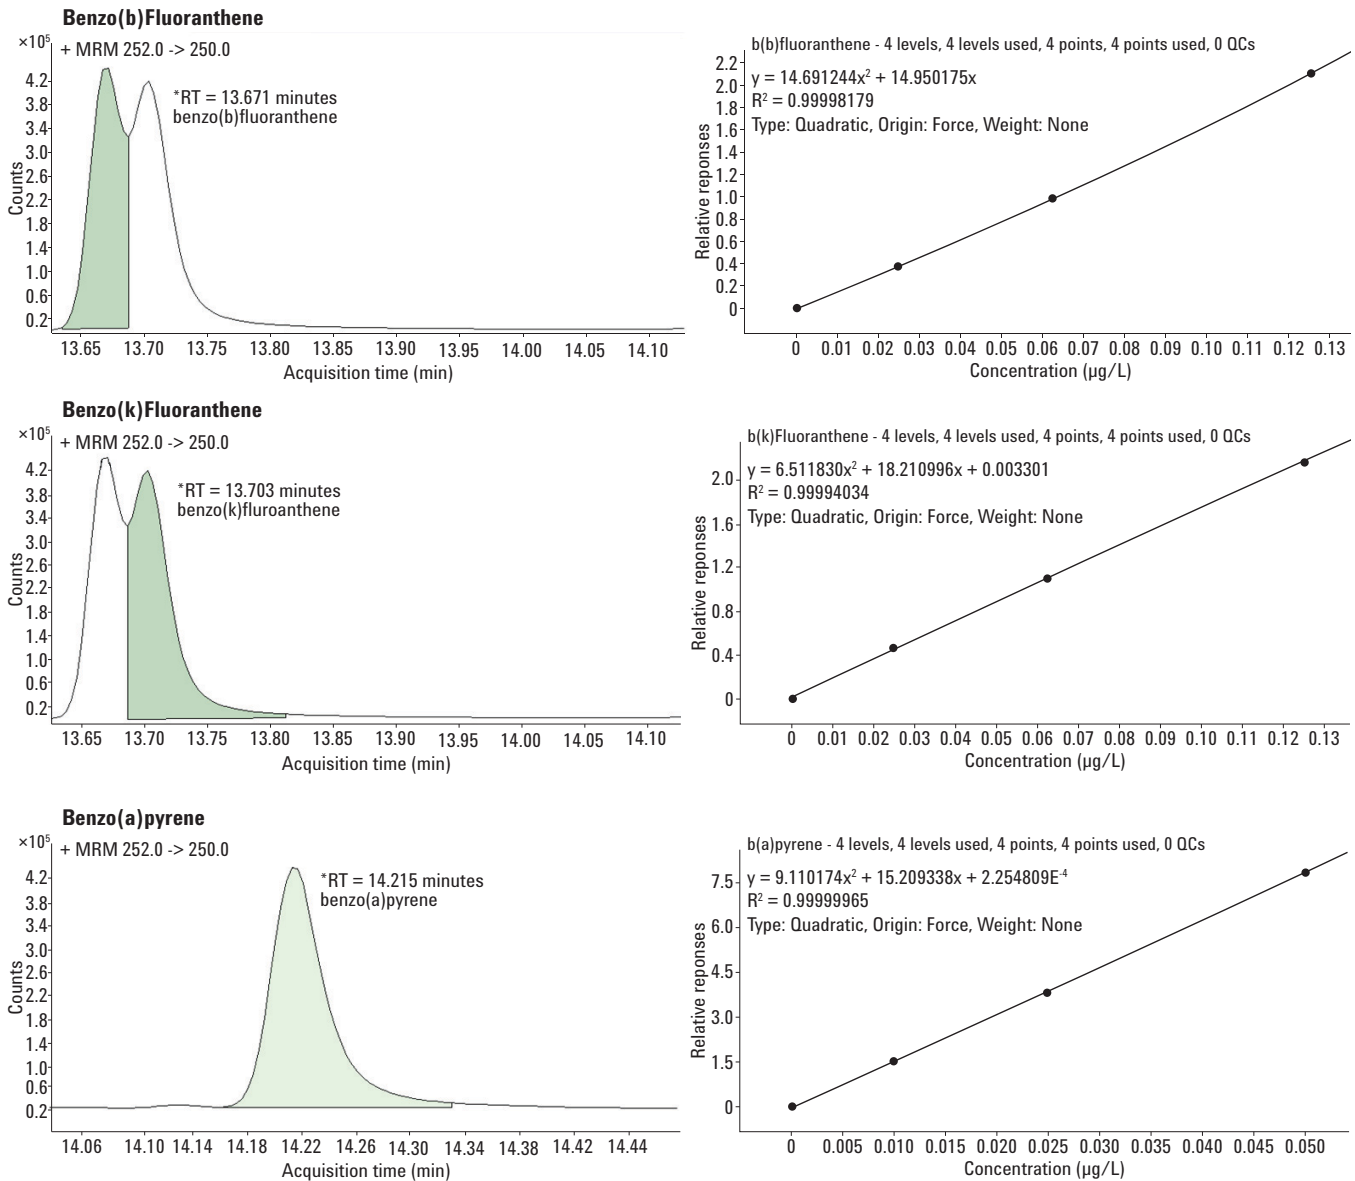 Benzo(b)Fluoranthene
×10⁵
+ MRM 252.0 -> 250.0
*RT = 13.671 minutes
benzo(b)fluoranthene
Counts
4.2
3.8
3.4
3.0
2.6
2.2
1.8
1.4
1.0
0.6
0.2
13.65 13.70 13.75 13.80 13.85 13.90 13.95 14.00 14.05 14.10
Acquisition time (min)
b(b)fluoranthene - 4 levels, 4 levels used, 4 points, 4 points used, 0 QCs
y = 14.691244x² + 14.950175x
R² = 0.99998179
Type: Quadratic, Origin: Force, Weight: None
Relative reponses
2.2
2.0
1.8
1.6
1.4
1.2
1.0
0.8
0.6
0.4
0.2
0
0 0.01 0.02 0.03 0.04 0.05 0.06 0.07 0.08 0.09 0.10 0.11 0.12 0.13
Concentration (µg/L)
Benzo(k)Fluoranthene
×10⁵
+ MRM 252.0 -> 250.0
*RT = 13.703 minutes
benzo(k)fluroanthene
Counts
4.2
3.8
3.4
3.0
2.6
2.2
1.8
1.4
1.0
0.6
0.2
13.65 13.70 13.75 13.80 13.85 13.90 13.95 14.00 14.05 14.10
Acquisition time (min)
b(k)Fluoranthene - 4 levels, 4 levels used, 4 points, 4 points used, 0 QCs
y = 6.511830x² + 18.210996x + 0.003301
R² = 0.99994034
Type: Quadratic, Origin: Force, Weight: None
Relative reponses
2.0
1.6
1.2
0.8
0.4
0
0 0.01 0.02 0.03 0.04 0.05 0.06 0.07 0.08 0.09 0.10 0.11 0.12 0.13
Concentration (µg/L)
Benzo(a)pyrene
×10⁵
+ MRM 252.0 -> 250.0
*RT = 14.215 minutes
benzo(a)pyrene
Counts
4.2
3.8
3.4
3.0
2.6
2.2
1.8
1.4
1.0
0.6
0.2
14.06 14.10 14.14 14.18 14.22 14.26 14.30 14.34 14.38 14.42 14.44
Acquisition time (min)
b(a)pyrene - 4 levels, 4 levels used, 4 points, 4 points used, 0 QCs
y = 9.110174x² + 15.209338x + 2.254809E⁻⁴
R² = 0.99999965
Type: Quadratic, Origin: Force, Weight: None
Relative reponses
7.5
6.0
4.5
3.0
1.5
0
0 0.005 0.010 0.015 0.020 0.025 0.030 0.035 0.040 0.045 0.050
Concentration (µg/L)